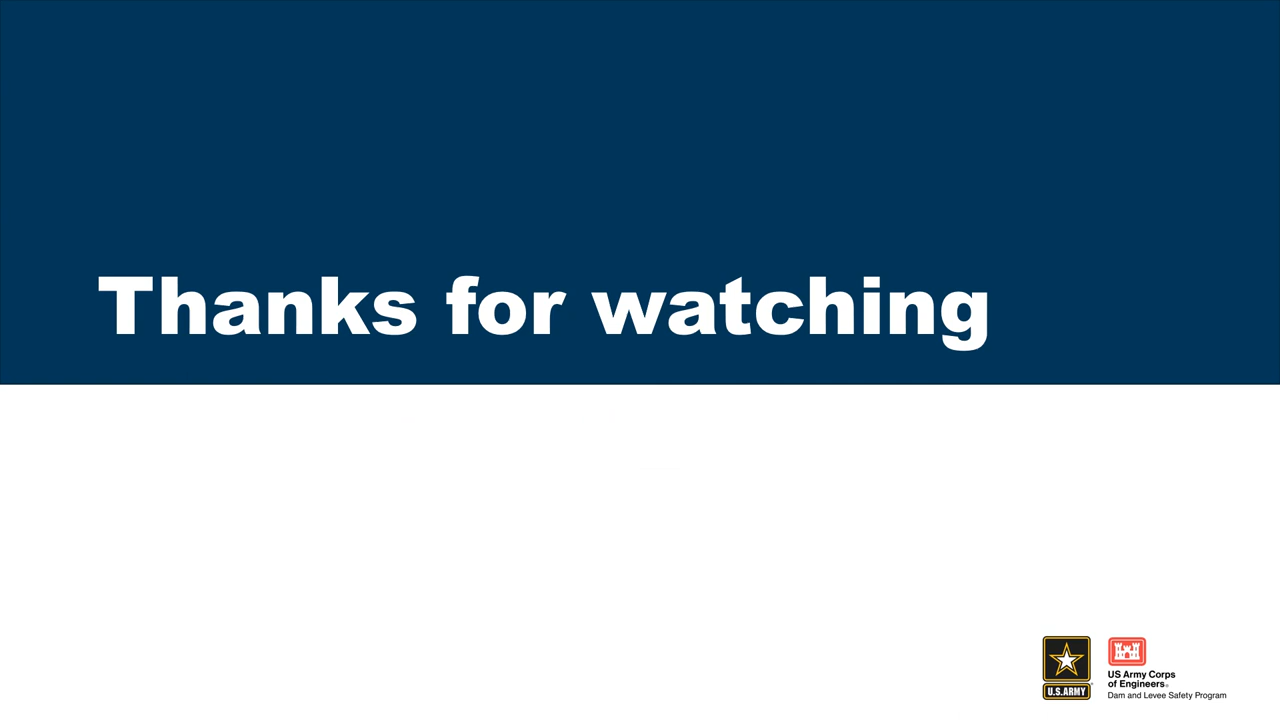 Thanks for watching
U.S.ARMY
US Army Corps
of Engineers®
Dam and Levee Safety Program